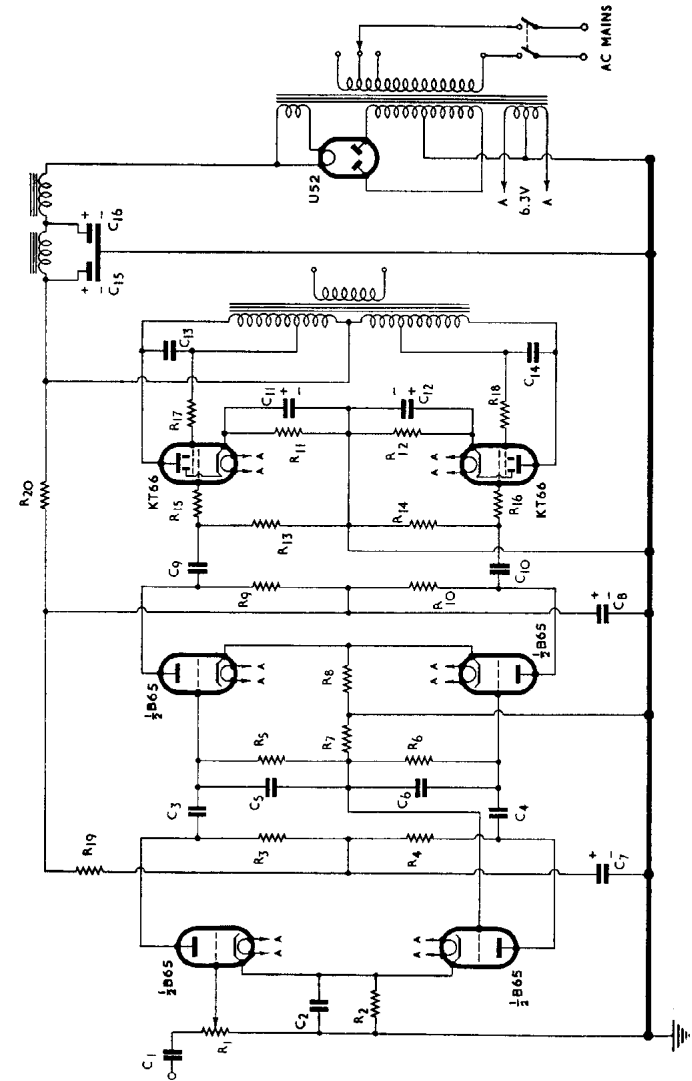 AC MAINS
U52
6.3V
A
A
+
-
C16
+
C15
C13
C14
R17
R18
C11
+
-
C12
-
+
R11
R12
KT66
KT66
A
A
A
A
R15
R16
R13
R14
R20
C9
C10
R9
R10
C8
+
-
½B65
½B65
A
A
A
A
R8
R7
R5
R6
C5
C6
C3
C4
R19
R3
R4
C7
+
-
½B65
½B65
A
A
A
A
C2
R2
R1
C1